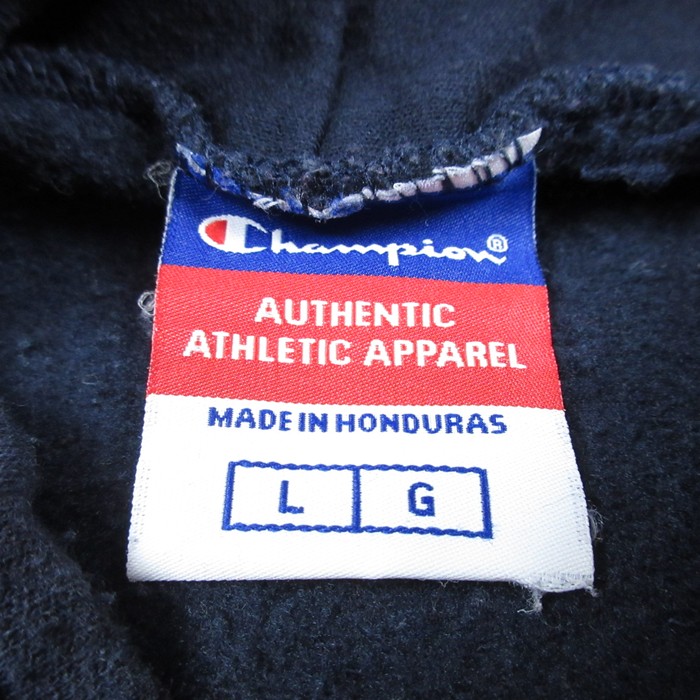 Champion®
AUTHENTIC
ATHLETIC APPAREL
MADE IN HONDURAS
L G